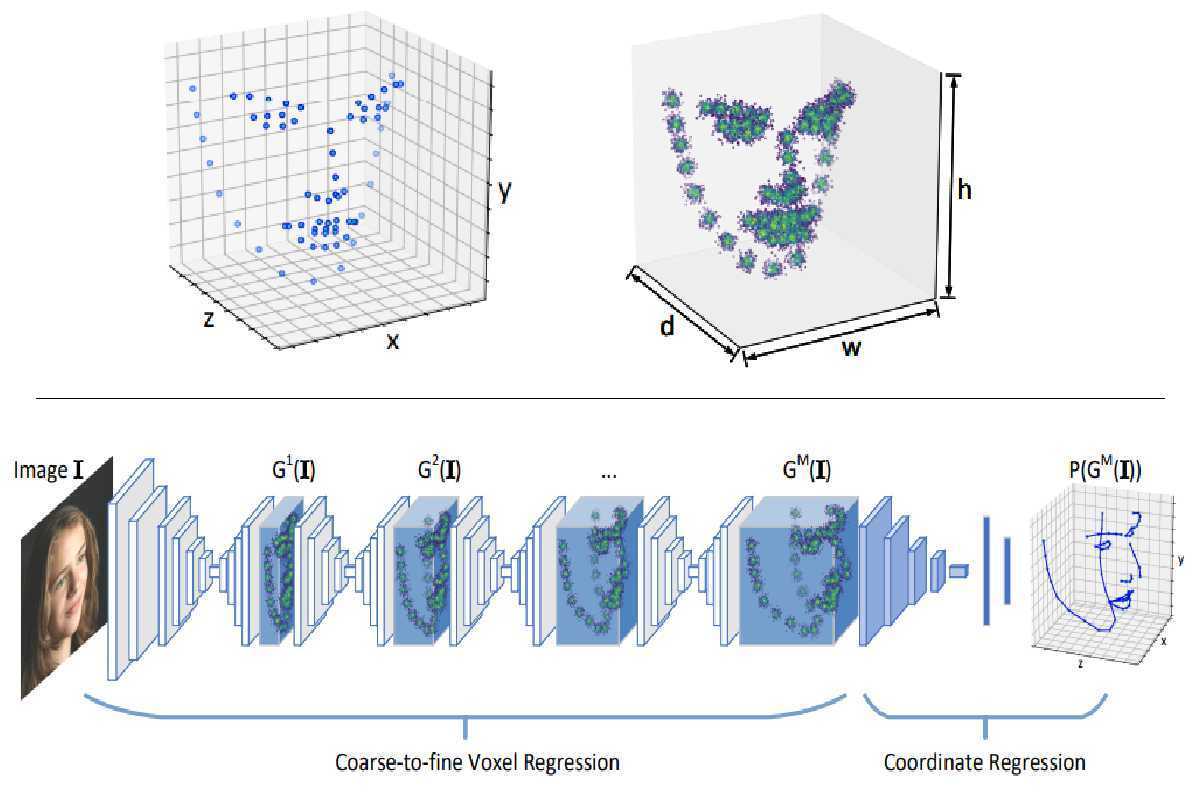 y
z
x
h
d
w
Image I
G¹(I)
G²(I)
...
Gᴹ(I)
P(Gᴹ(I))
y
x
z
Coarse-to-fine Voxel Regression
Coordinate Regression